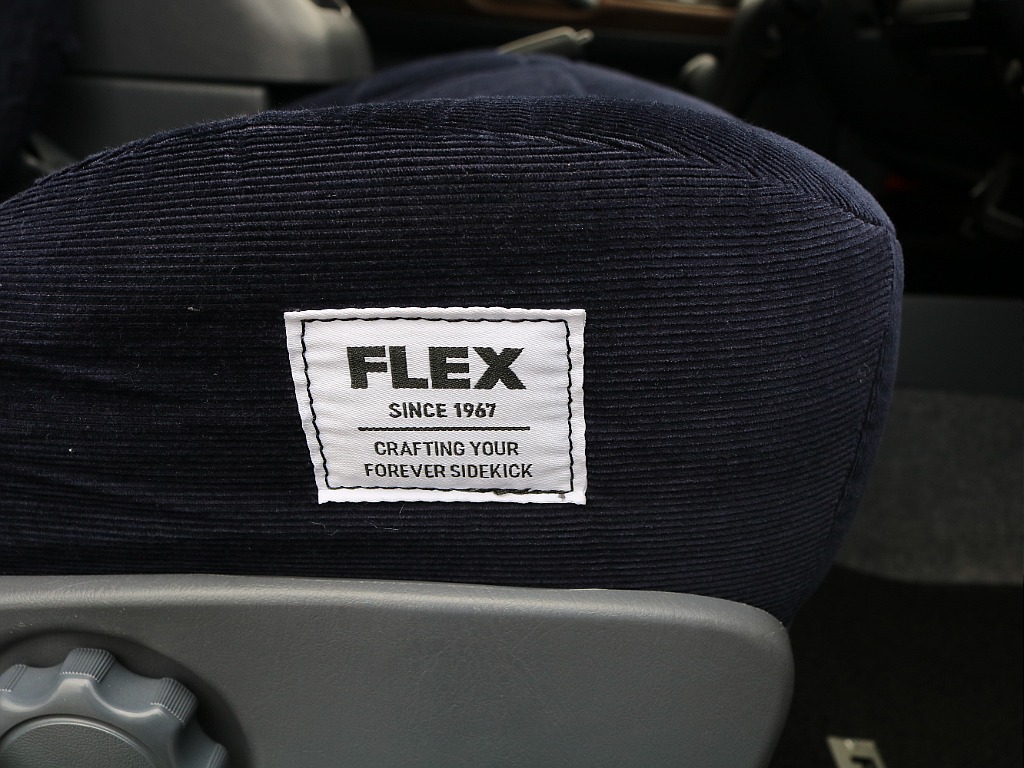 FLEX
SINCE 1967
CRAFTING YOUR
FOREVER SIDEKICK